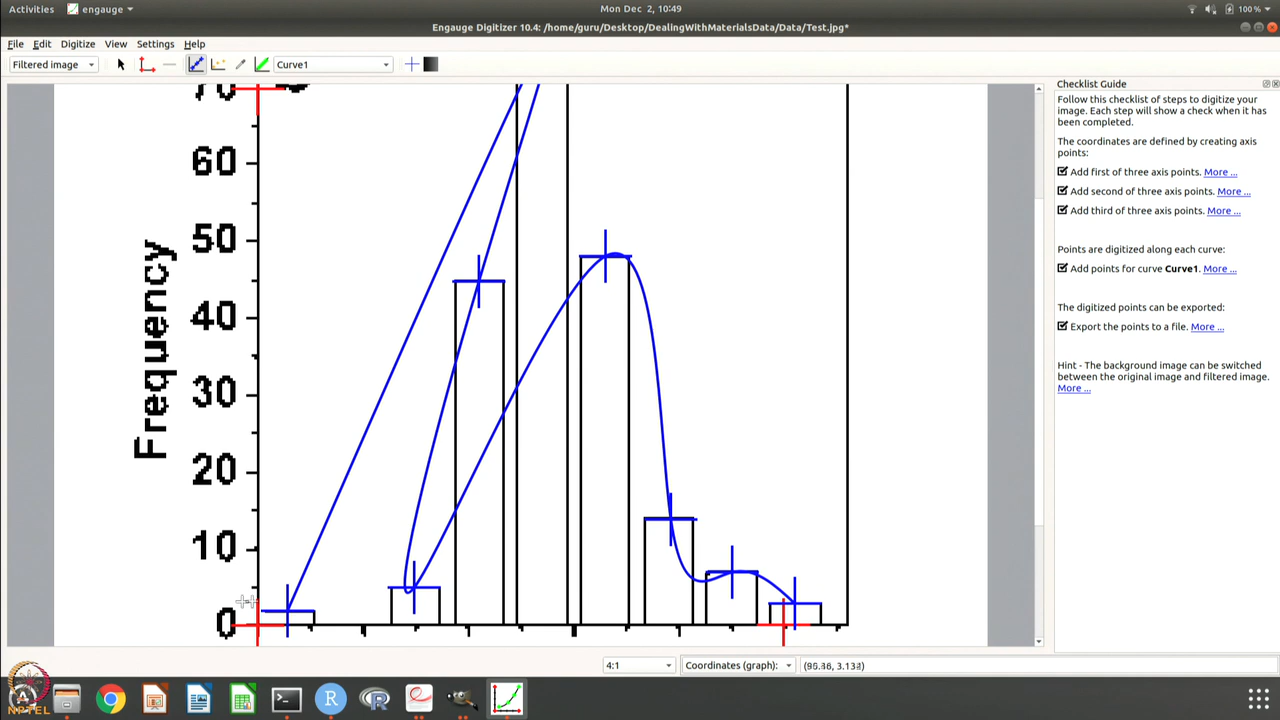 Activities engauge Mon Dec 2, 10:49 100%
Engauge Digitizer 10.4: /home/guru/Desktop/DealingWithMaterialsData/Data/Test.jpg*
File Edit Digitize View Settings Help
Filtered image Curve1
Checklist Guide
Follow this checklist of steps to digitize your
image. Each step will show a check when it has
been completed.
The coordinates are defined by creating axis
points:
Add first of three axis points. More ...
Add second of three axis points. More ...
Add third of three axis points. More ...
Points are digitized along each curve:
Add points for curve Curve1. More ...
The digitized points can be exported:
Export the points to a file. More ...
Hint - The background image can be switched
between the original image and filtered image.
More ...
70
60
50
40
30
20
10
0
Frequency
4:1 Coordinates (graph):
NPTEL